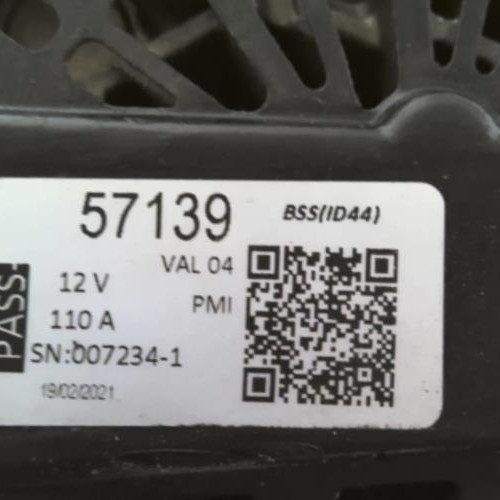 57139 BSS(ID44)
VAL 04
12 V
PMI
110 A
PASS
SN:007234-1
19/02/2021